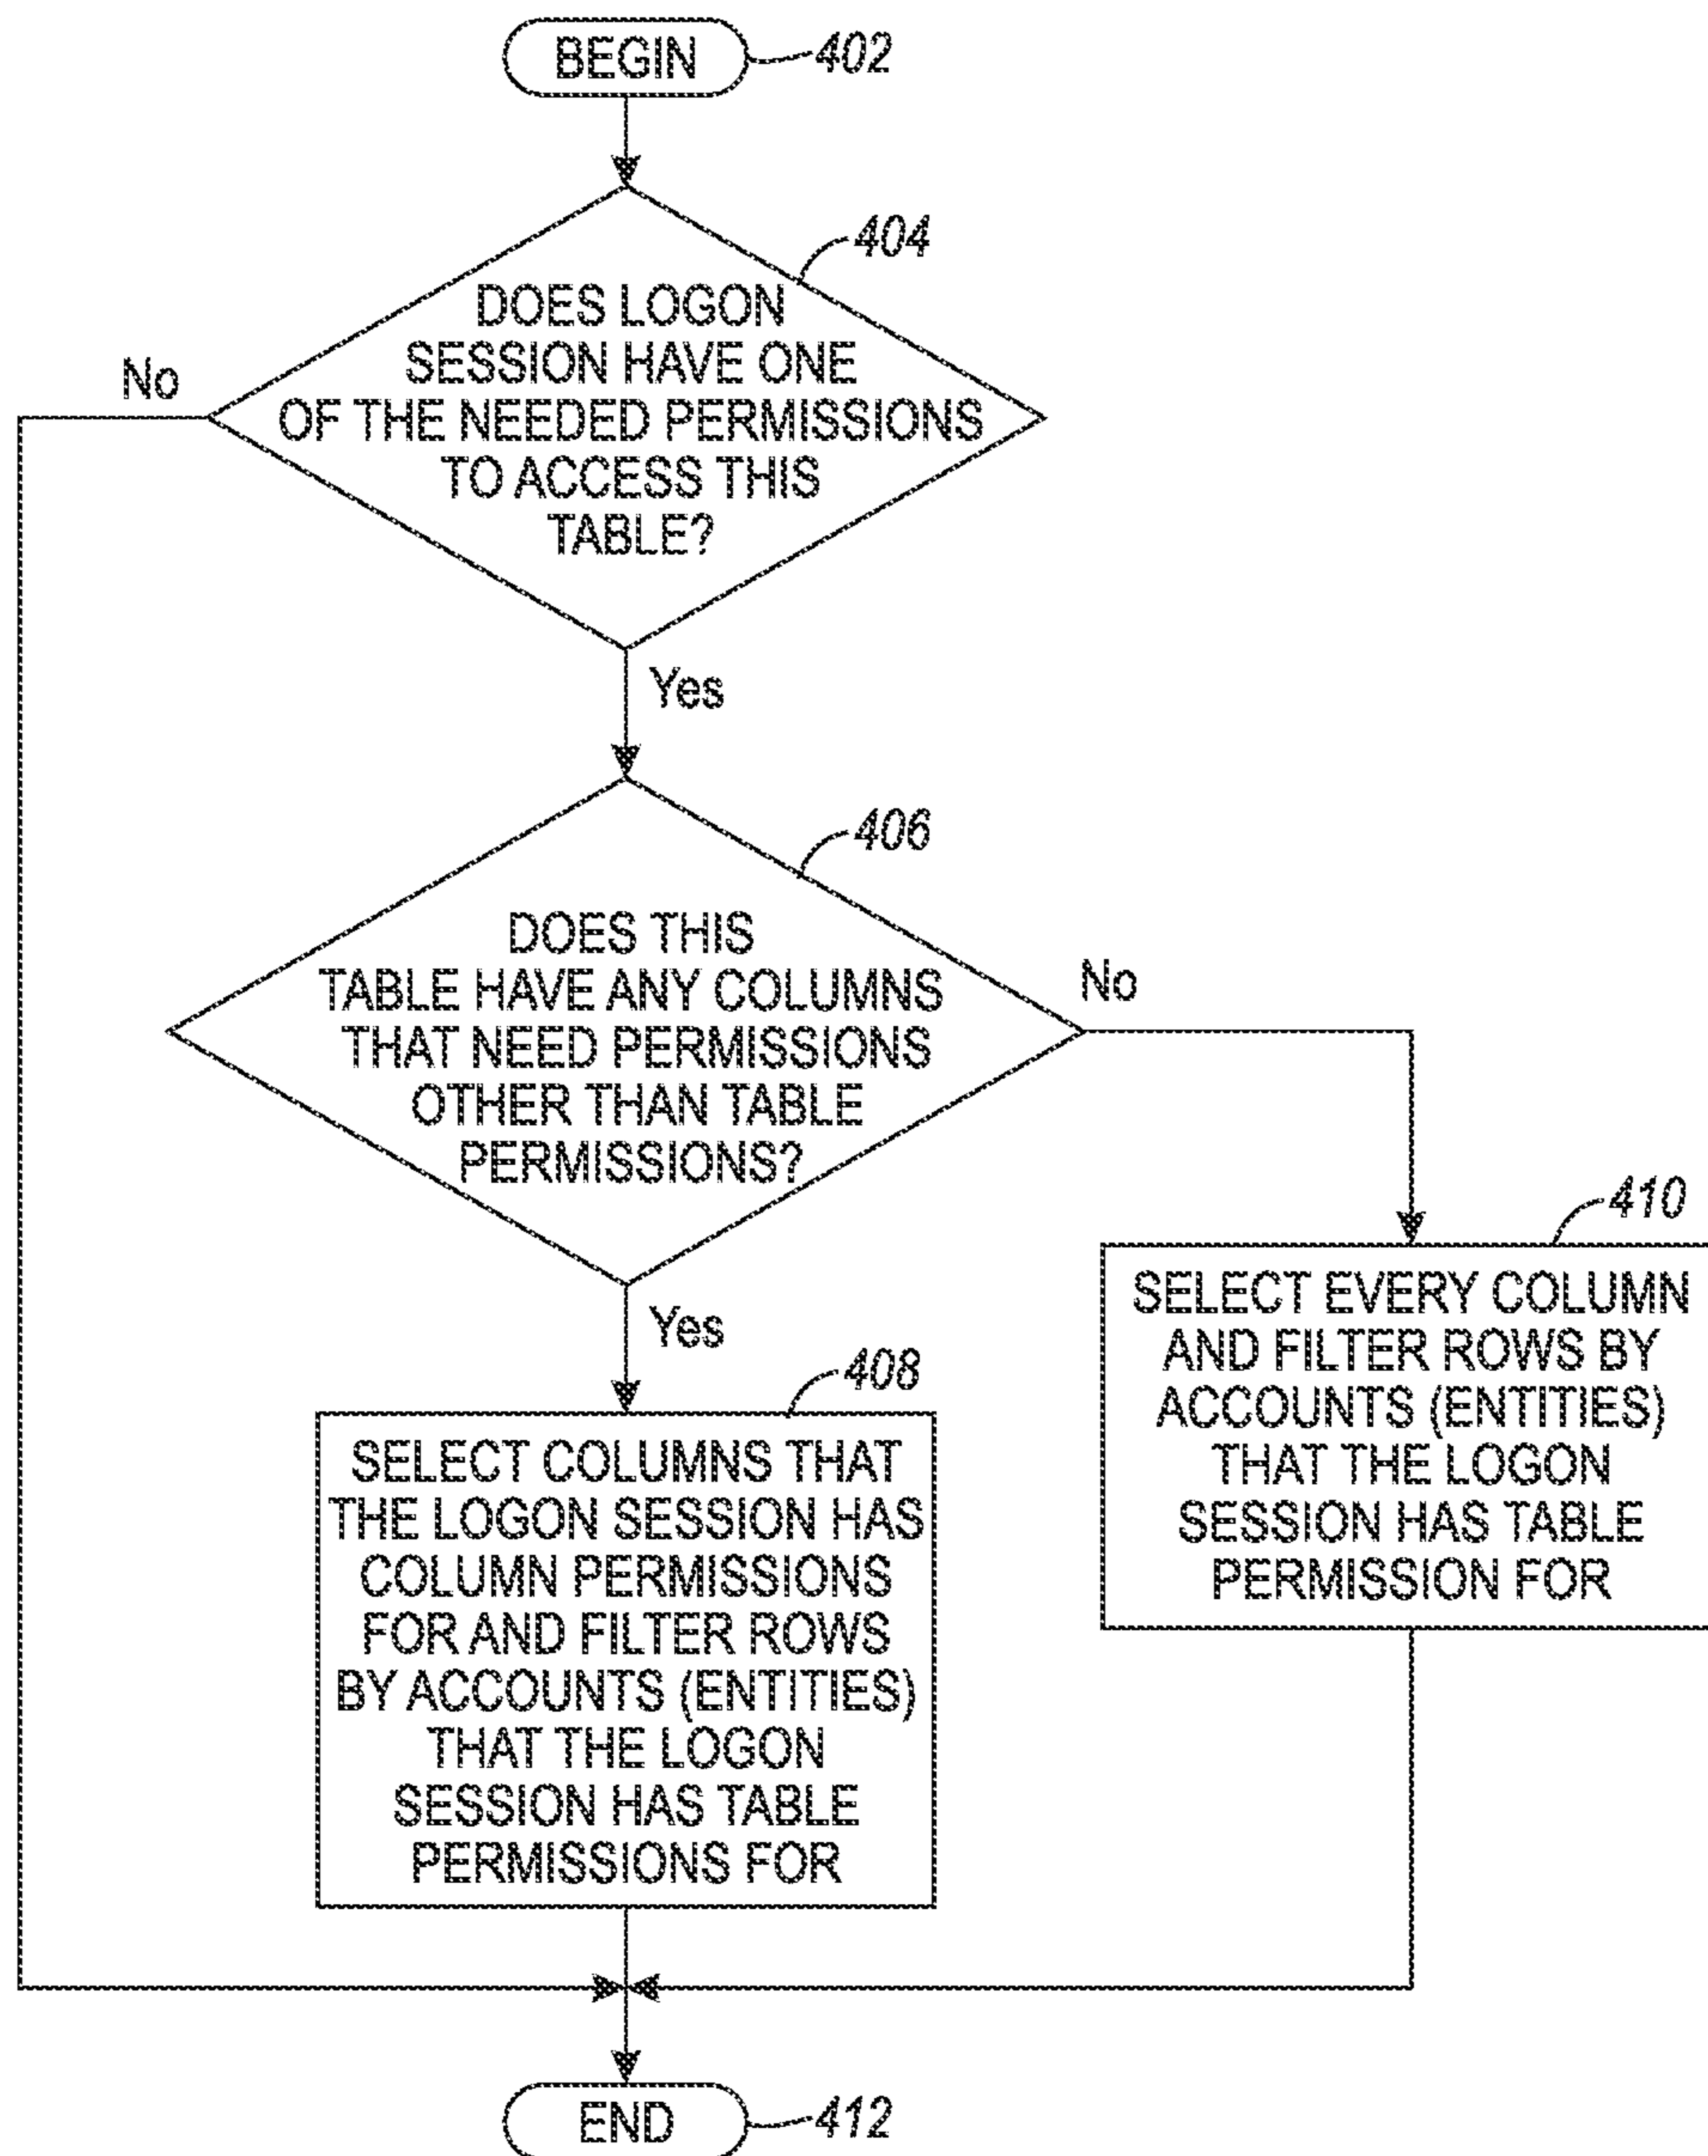 BEGIN
402
404
DOES LOGON
SESSION HAVE ONE
OF THE NEEDED PERMISSIONS
TO ACCESS THIS
TABLE?
No
Yes
406
DOES THIS
TABLE HAVE ANY COLUMNS
THAT NEED PERMISSIONS
OTHER THAN TABLE
PERMISSIONS?
No
Yes
410
SELECT EVERY COLUMN
AND FILTER ROWS BY
ACCOUNTS (ENTITIES)
THAT THE LOGON
SESSION HAS TABLE
PERMISSION FOR
408
SELECT COLUMNS THAT
THE LOGON SESSION HAS
COLUMN PERMISSIONS
FOR AND FILTER ROWS
BY ACCOUNTS (ENTITIES)
THAT THE LOGON
SESSION HAS TABLE
PERMISSIONS FOR
END
412